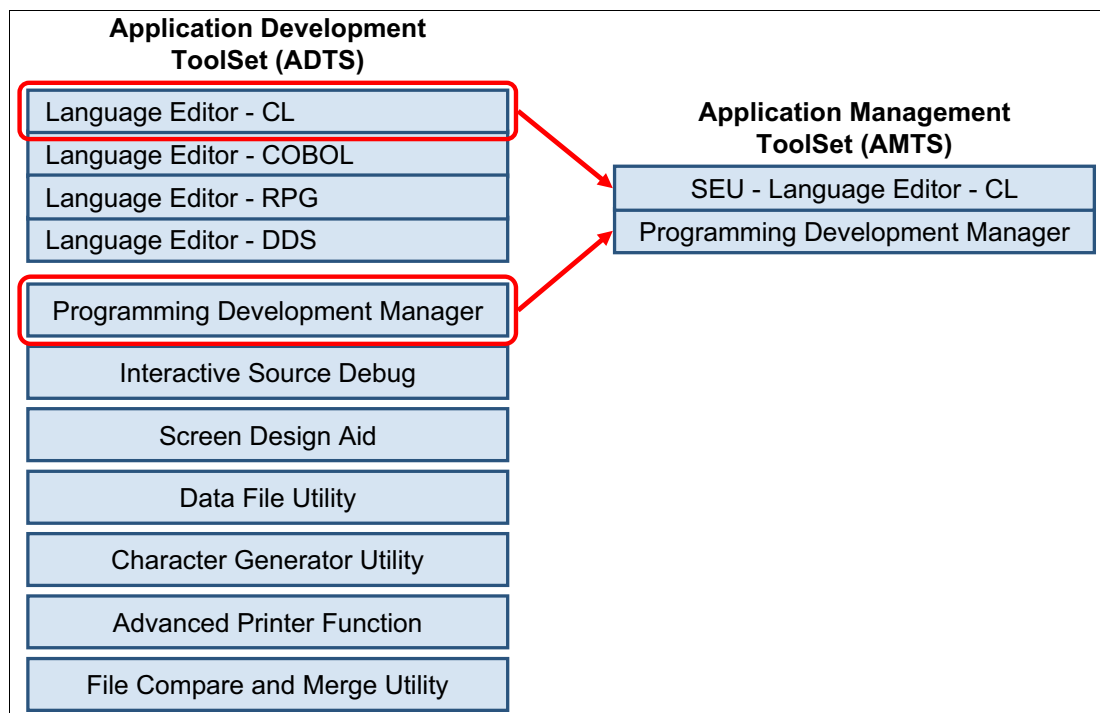 Application Development
ToolSet (ADTS)
Language Editor - CL
Language Editor - COBOL
Language Editor - RPG
Language Editor - DDS
Programming Development Manager
Interactive Source Debug
Screen Design Aid
Data File Utility
Character Generator Utility
Advanced Printer Function
File Compare and Merge Utility
Application Management
ToolSet (AMTS)
SEU - Language Editor - CL
Programming Development Manager